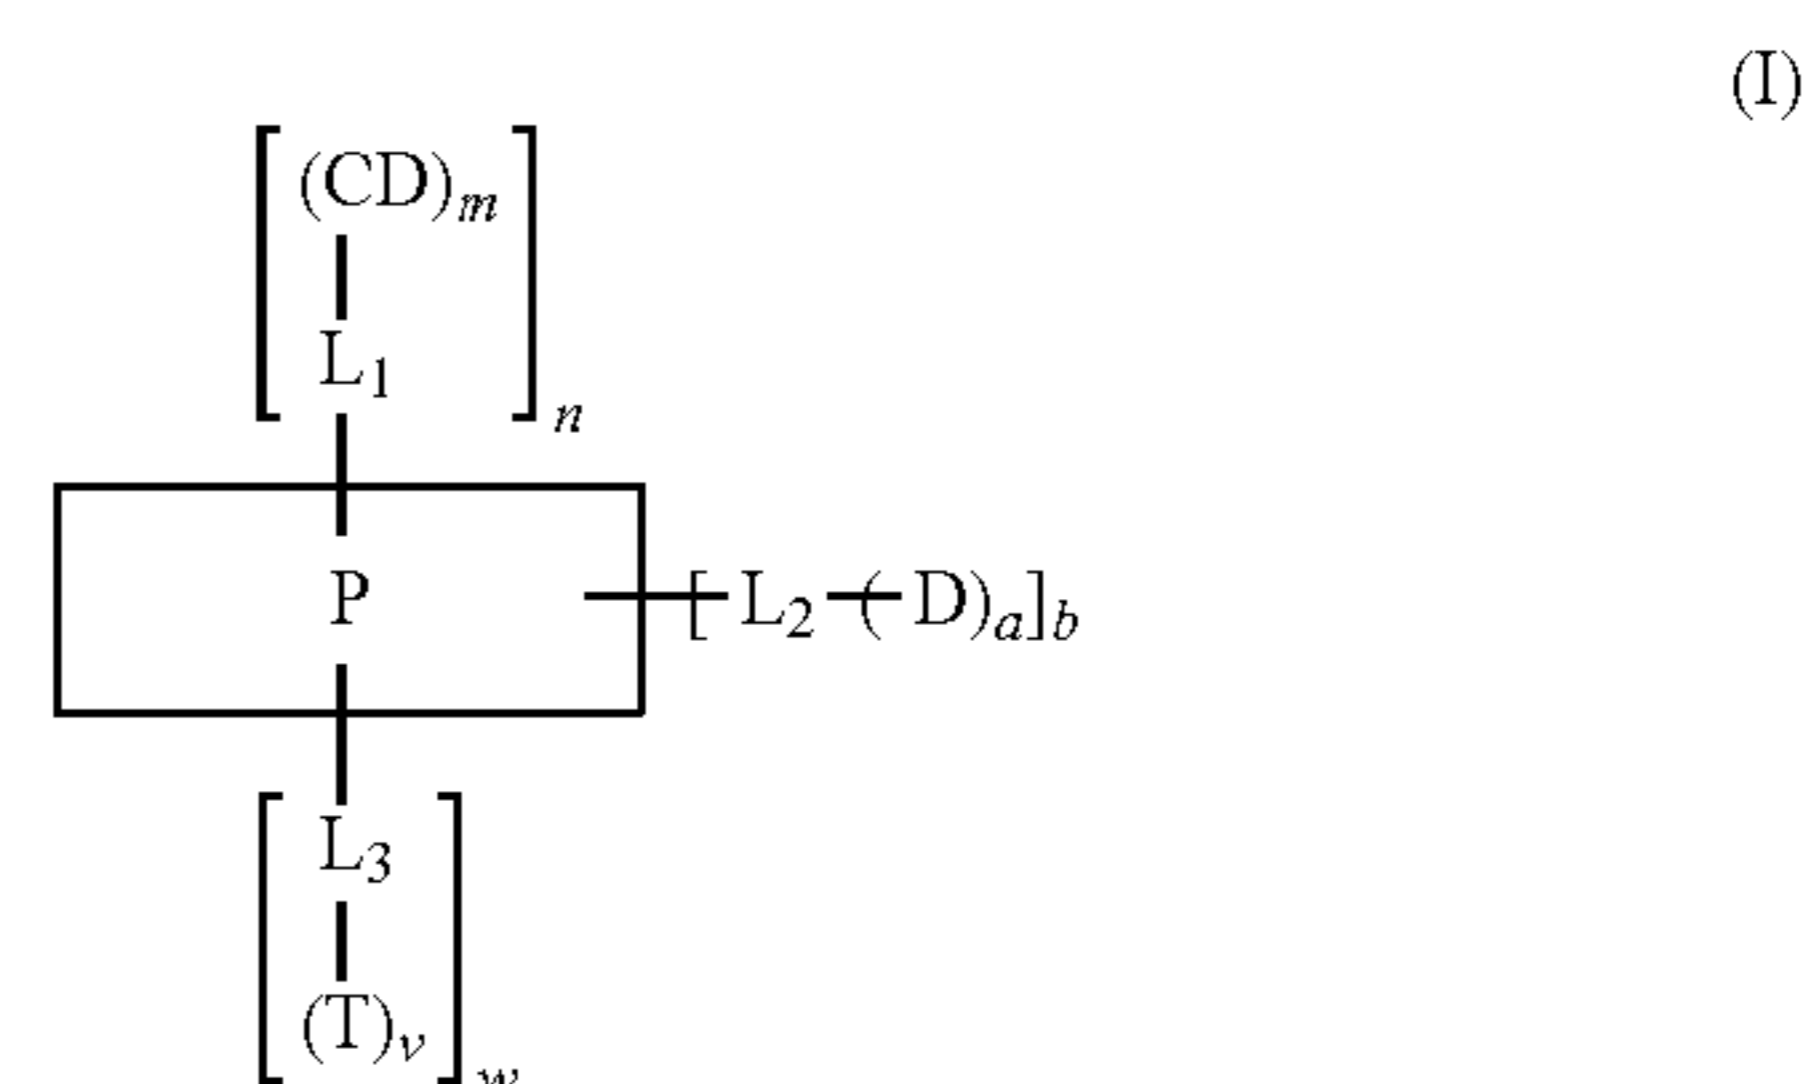 (I)
[(CD)m
L1
]n
P [L2 ( D)a]b
[L3
(T)v]w